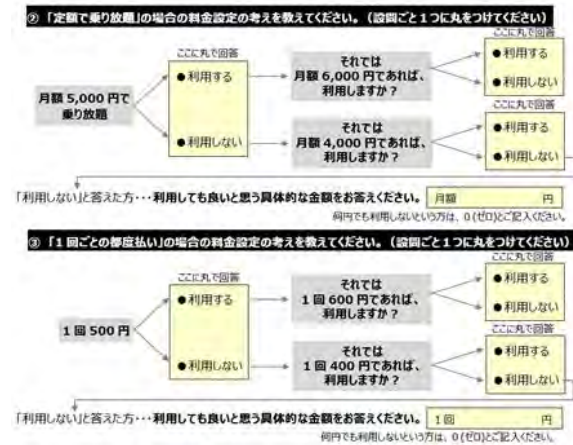 ② 「定額で乗り放題」の場合の料金設定の考えを教えてください。（設問ごと１つに丸をつけてください）
ここに丸で回答
ここに丸で回答
●利用する
●利用しない
それでは
月額 6,000 円であれば、
利用しますか？
●利用する
●利用しない
月額 5,000 円で
乗り放題
ここに丸で回答
それでは
月額 4,000 円であれば、
利用しますか？
●利用する
●利用しない
「利用しない」と答えた方・・・利用しても良いと思う具体的な金額をお答えください。
月額 円
何円でも利用しないという方は、0（ゼロ）とご記入ください。
③ 「1 回ごとの都度払い」の場合の料金設定の考えを教えてください。（設問ごと１つに丸をつけてください）
ここに丸で回答
ここに丸で回答
●利用する
●利用しない
それでは
1 回 600 円であれば、
利用しますか？
●利用する
●利用しない
1 回 500 円
ここに丸で回答
それでは
1 回 400 円であれば、
利用しますか？
●利用する
●利用しない
「利用しない」と答えた方・・・利用しても良いと思う具体的な金額をお答えください。
1 回 円
何円でも利用しないという方は、0（ゼロ）とご記入ください。